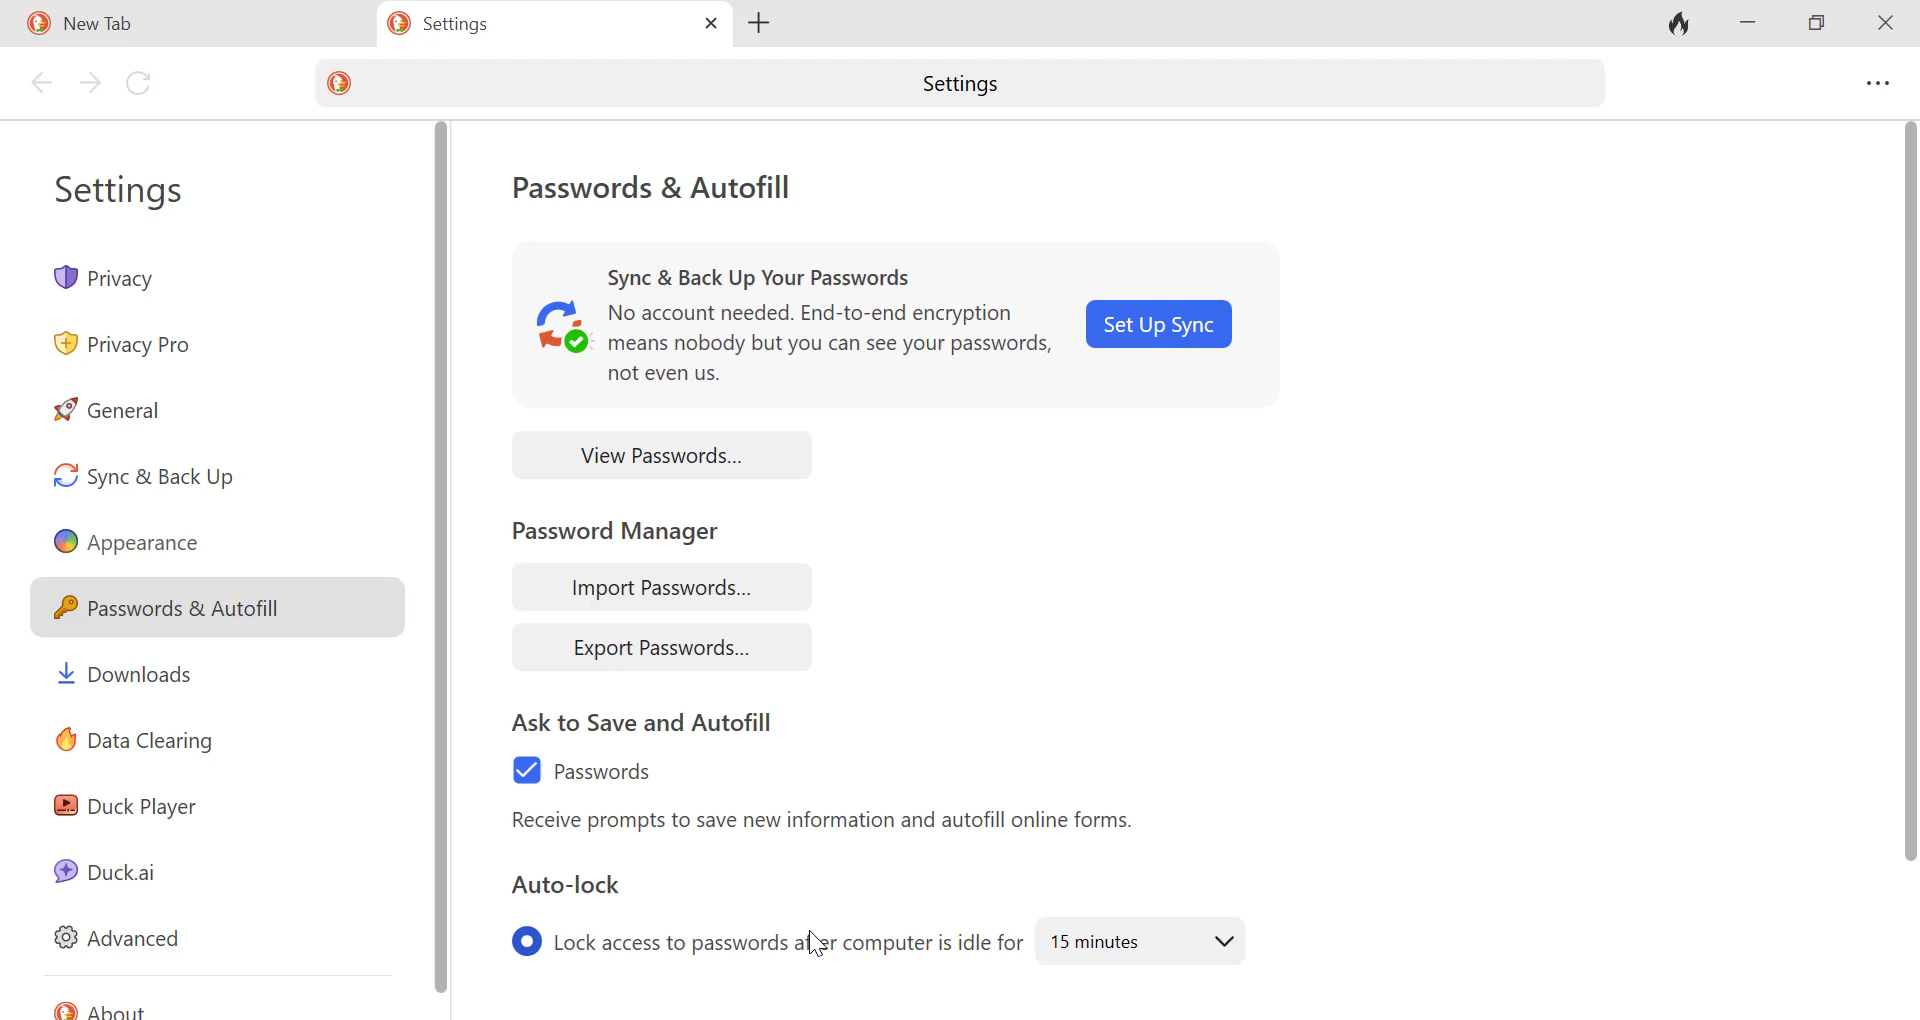 New Tab
Settings
Settings
Settings
Privacy
Privacy Pro
General
Sync & Back Up
Appearance
Passwords & Autofill
Downloads
Data Clearing
Duck Player
Duck.ai
Advanced
About
Passwords & Autofill
Sync & Back Up Your Passwords
No account needed. End-to-end encryption
means nobody but you can see your passwords,
not even us.
Set Up Sync
View Passwords...
Password Manager
Import Passwords...
Export Passwords...
Ask to Save and Autofill
Passwords
Receive prompts to save new information and autofill online forms.
Auto-lock
Lock access to passwords after computer is idle for
15 minutes